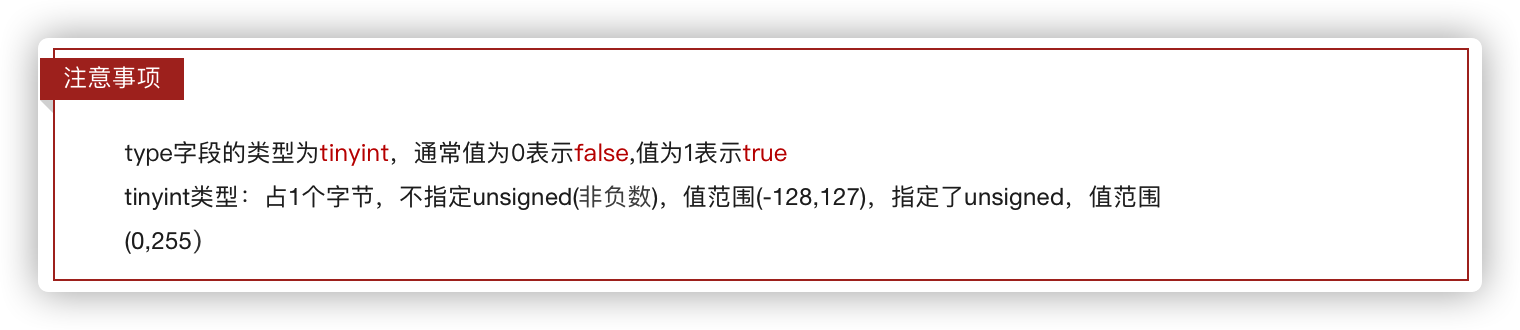 注意事项
type字段的类型为tinyint，通常值为0表示false,值为1表示true
tinyint类型：占1个字节，不指定unsigned(非负数)，值范围(-128,127)，指定了unsigned，值范围
(0,255）